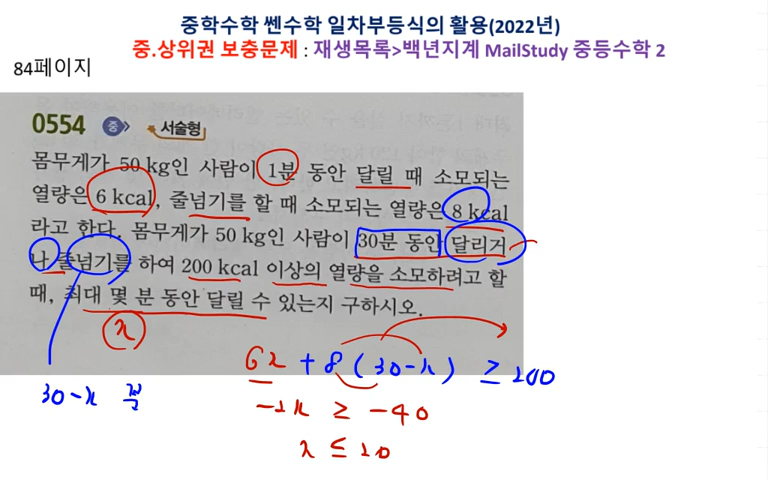 중학수학 쎈수학 일차부등식의 활용(2022년)
중.상위권 보충문제 : 재생목록>백년지계 MailStudy 중등수학 2
84페이지
0554 중 서술형
몸무게가 50 kg인 사람이 1분 동안 달릴 때 소모되는
열량은 6 kcal, 줄넘기를 할 때 소모되는 열량은 8 kcal
라고 한다. 몸무게가 50 kg인 사람이 30분 동안 달리거
나 줄넘기를 하여 200 kcal 이상의 열량을 소모하려고 할
때, 최대 몇 분 동안 달릴 수 있는지 구하시오.
x
6x + 8 ( 30 - x ) ≥ 200
30 - x
-2x ≥ -40
x ≤ 20